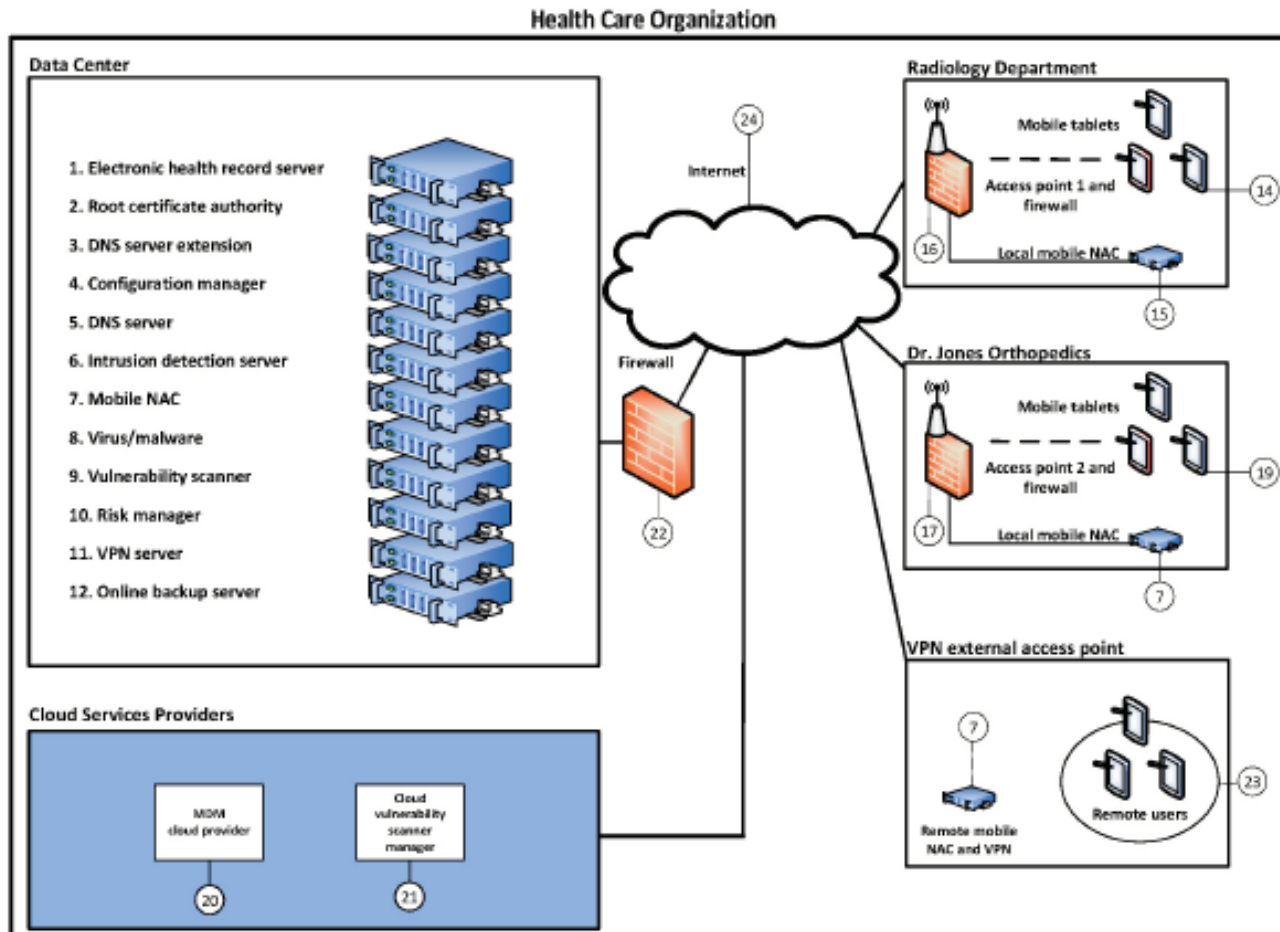 Health Care Organization
Data Center
1. Electronic health record server
2. Root certificate authority
3. DNS server extension
4. Configuration manager
5. DNS server
6. Intrusion detection server
7. Mobile NAC
8. Virus/malware
9. Vulnerability scanner
10. Risk manager
11. VPN server
12. Online backup server
Firewall
22
24
Internet
Radiology Department
Mobile tablets
Access point 1 and
firewall
14
16
Local mobile NAC
15
Dr. Jones Orthopedics
Mobile tablets
Access point 2 and
firewall
19
17
Local mobile NAC
7
VPN external access point
7
23
Remote mobile
NAC and VPN
Remote users
Cloud Services Providers
MDM
cloud provider
20
Cloud
vulnerability
scanner
manager
21